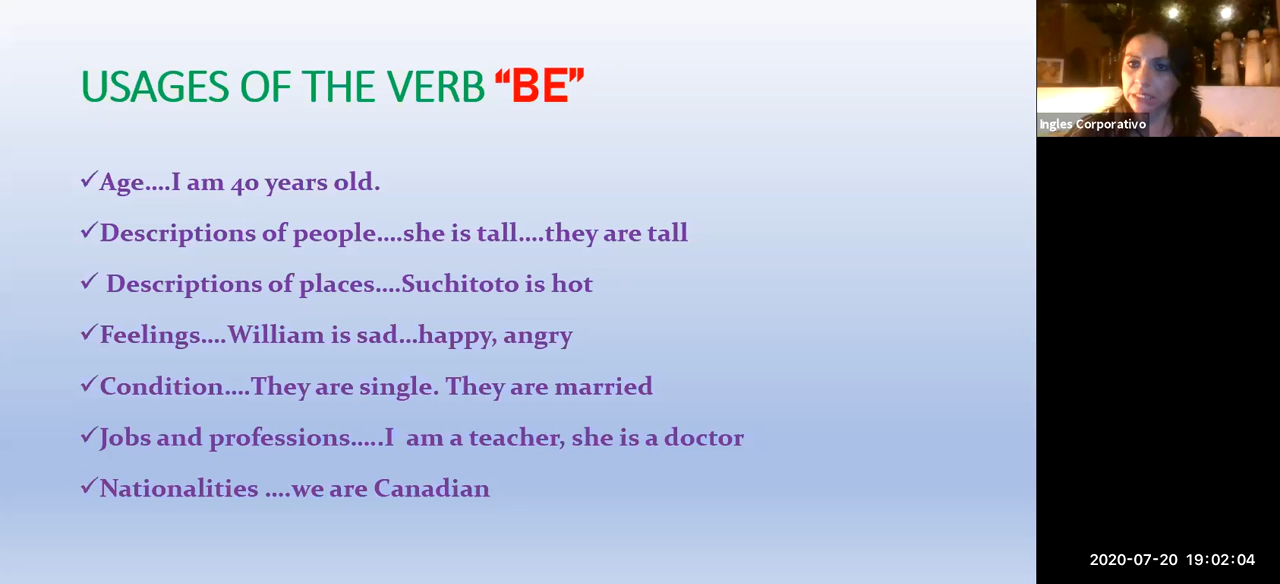 USAGES OF THE VERB “BE”
✓Age....I am 40 years old.
✓Descriptions of people....she is tall....they are tall
✓ Descriptions of places....Suchitoto is hot
✓Feelings....William is sad...happy, angry
✓Condition....They are single. They are married
✓Jobs and professions.....I  am a teacher, she is a doctor
✓Nationalities ....we are Canadian
Ingles Corporativo
2020-07-20 19:02:04